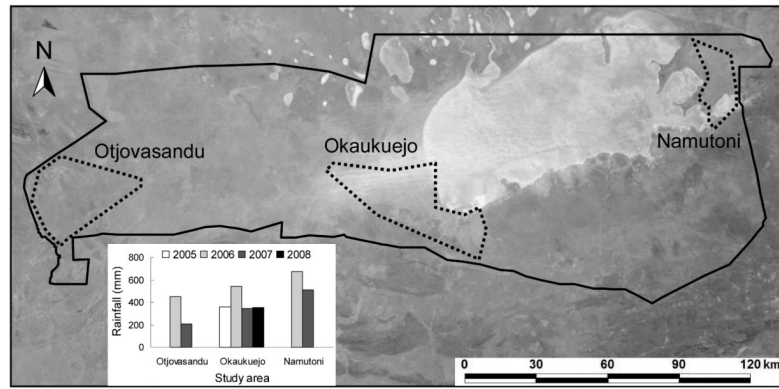 N
Otjovasandu
Okaukuejo
Namutoni
2005 2006 2007 2008
800
600
400
200
0
Rainfall (mm)
Otjovasandu Okaukuejo Namutoni
Study area
0 30 60 90 120 km